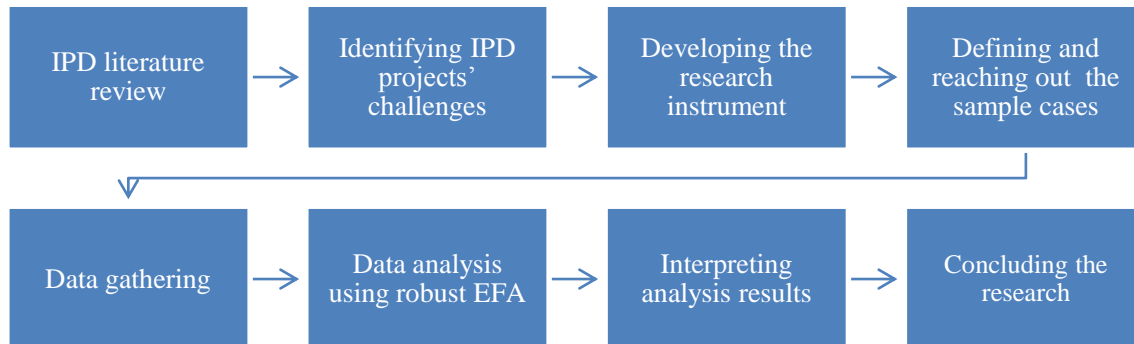 IPD literature
review
Identifying IPD
projects’
challenges
Developing the
research
instrument
Defining and
reaching out the
sample cases
Data gathering
Data analysis
using robust EFA
Interpreting
analysis results
Concluding the
research